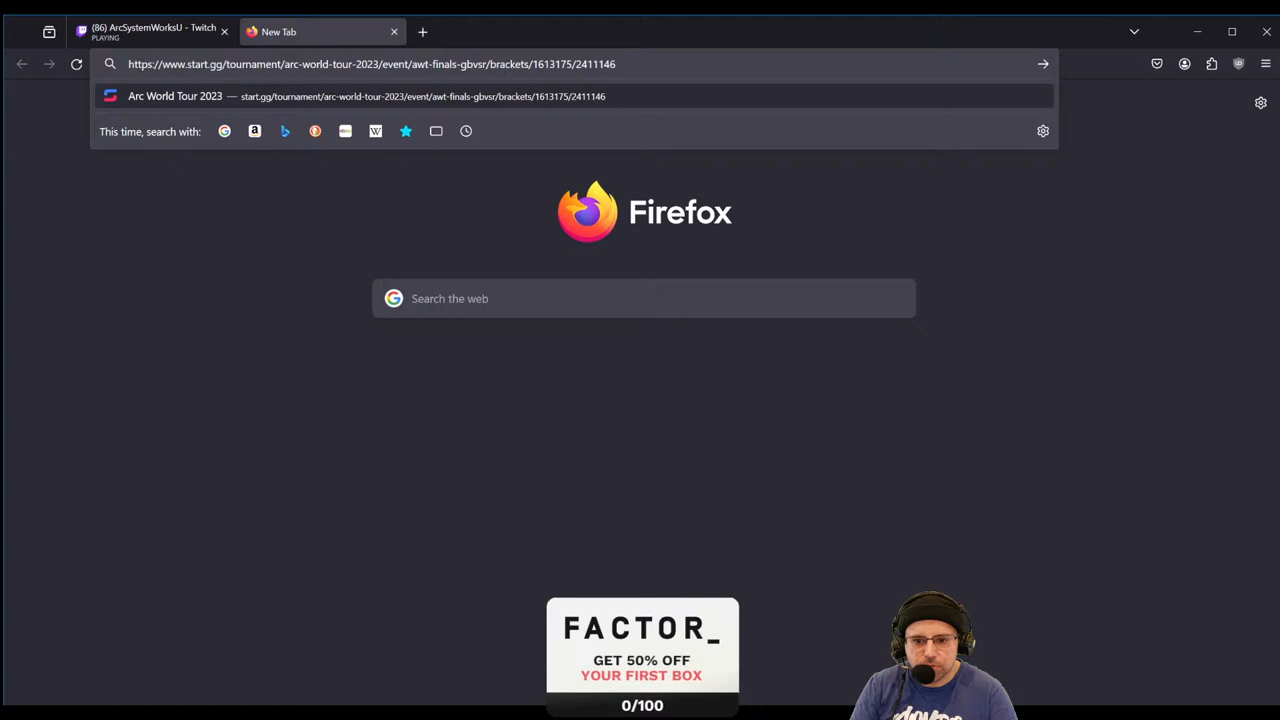 (86) ArcSystemWorksU - Twitch
PLAYING
New Tab
https://www.start.gg/tournament/arc-world-tour-2023/event/awt-finals-gbvsr/brackets/1613175/2411146
Arc World Tour 2023 — start.gg/tournament/arc-world-tour-2023/event/awt-finals-gbvsr/brackets/1613175/2411146
This time, search with:
Firefox
Search the web
FACTOR_
GET 50% OFF
YOUR FIRST BOX
0/100